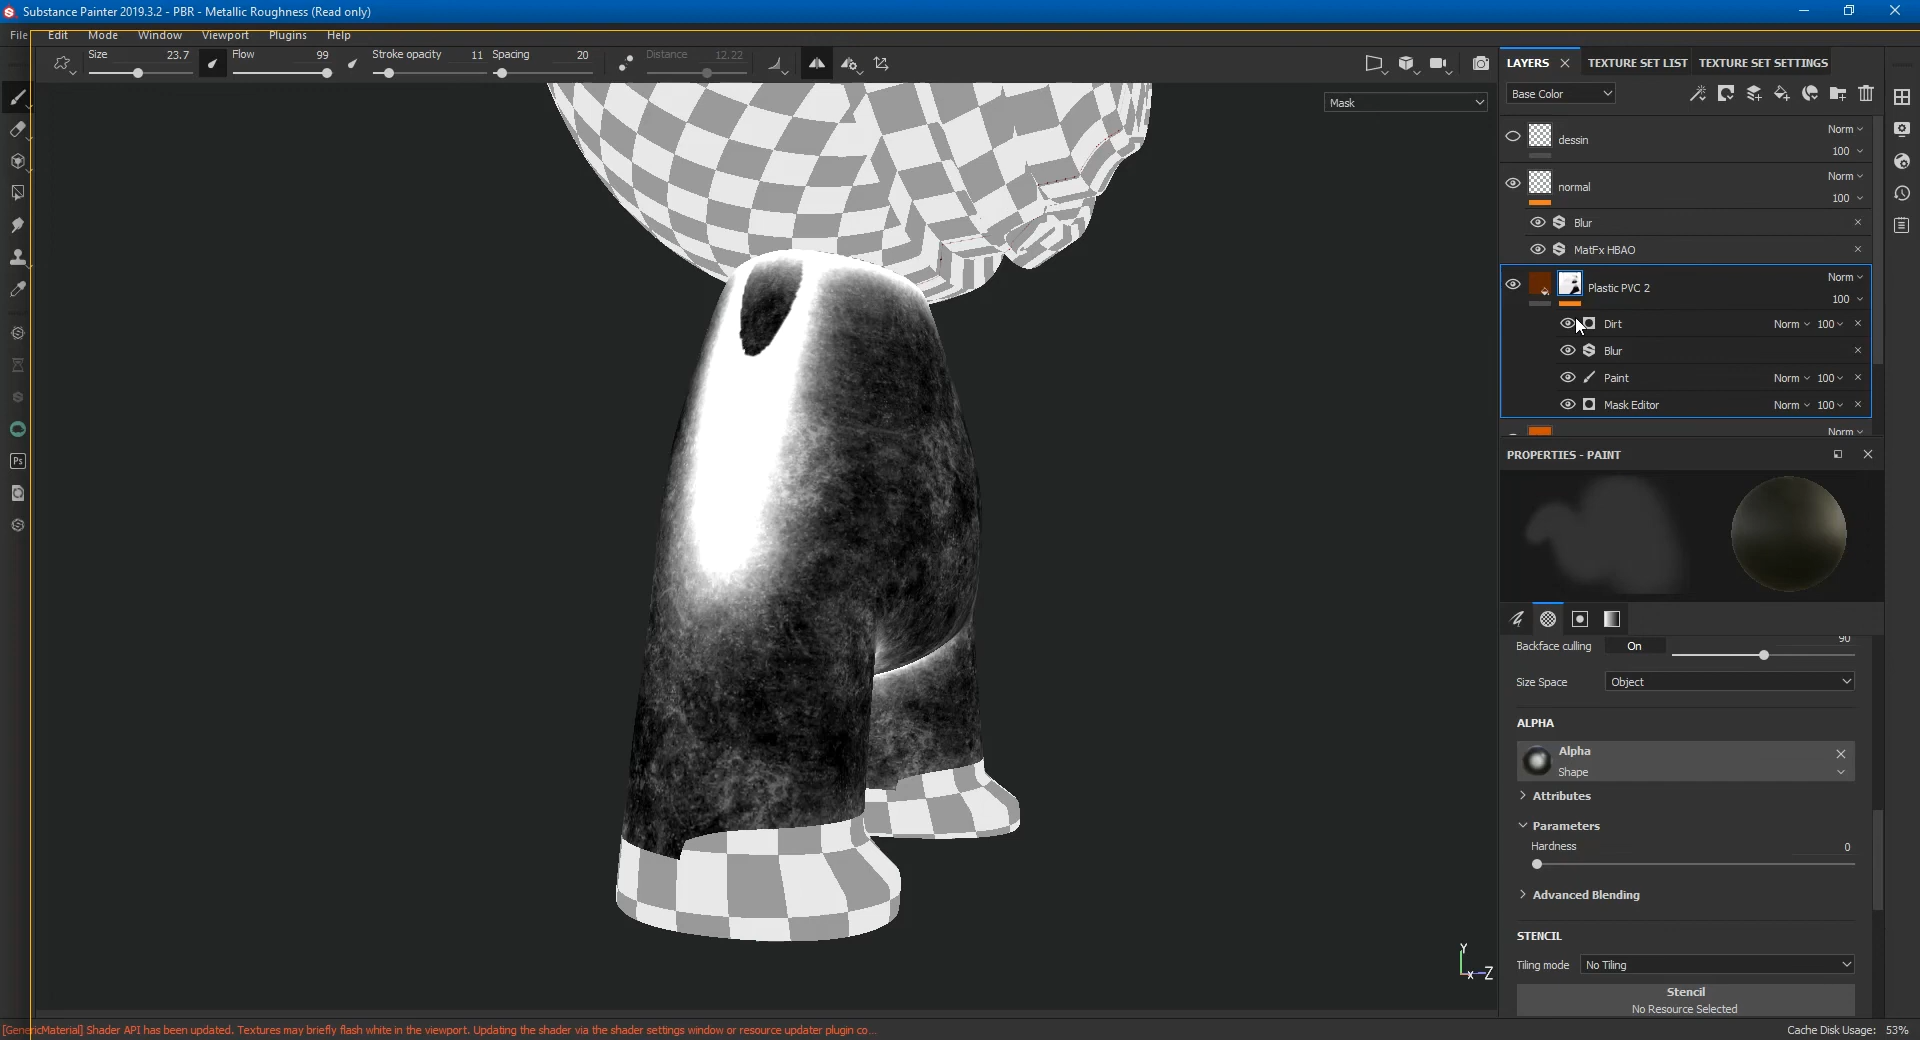 Substance Painter 2019.3.2 - PBR - Metallic Roughness (Read only)
File Edit Mode Window Viewport Plugins Help
Size 23.7 Flow 99 Stroke opacity 11 Spacing 20 Distance 12.22
LAYERS TEXTURE SET LIST TEXTURE SET SETTINGS
Mask
Base Color
dessin Norm 100
normal Norm 100
Blur
MatFx HBAO
Plastic PVC 2 Norm 100
Dirt Norm 100
Blur
Paint Norm 100
Mask Editor Norm 100
Norm
PROPERTIES - PAINT
Ps
Backface culling On 90
Size Space Object
ALPHA
Alpha
Shape
Attributes
Parameters
Hardness 0
Advanced Blending
STENCIL
Tiling mode No Tiling
Stencil
No Resource Selected
Y
X Z
[GenericMaterial] Shader API has been updated. Textures may briefly flash white in the viewport. Updating the shader via the shader settings window or resource updater plugin co...
Cache Disk Usage: 53%